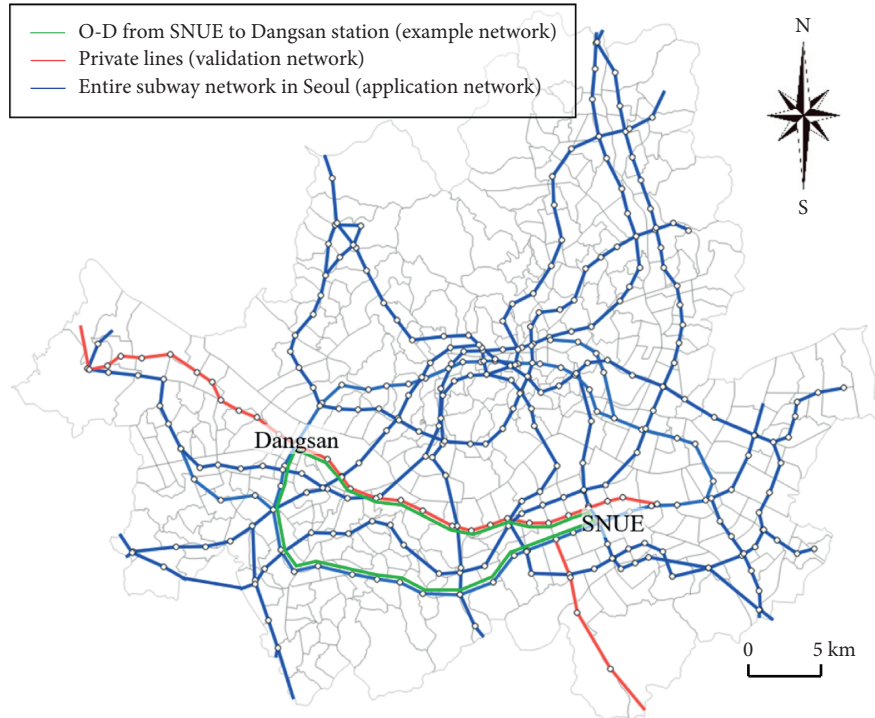 O-D from SNUE to Dangsan station (example network)
Private lines (validation network)
Entire subway network in Seoul (application network)
N
S
Dangsan
SNUE
0 5 km